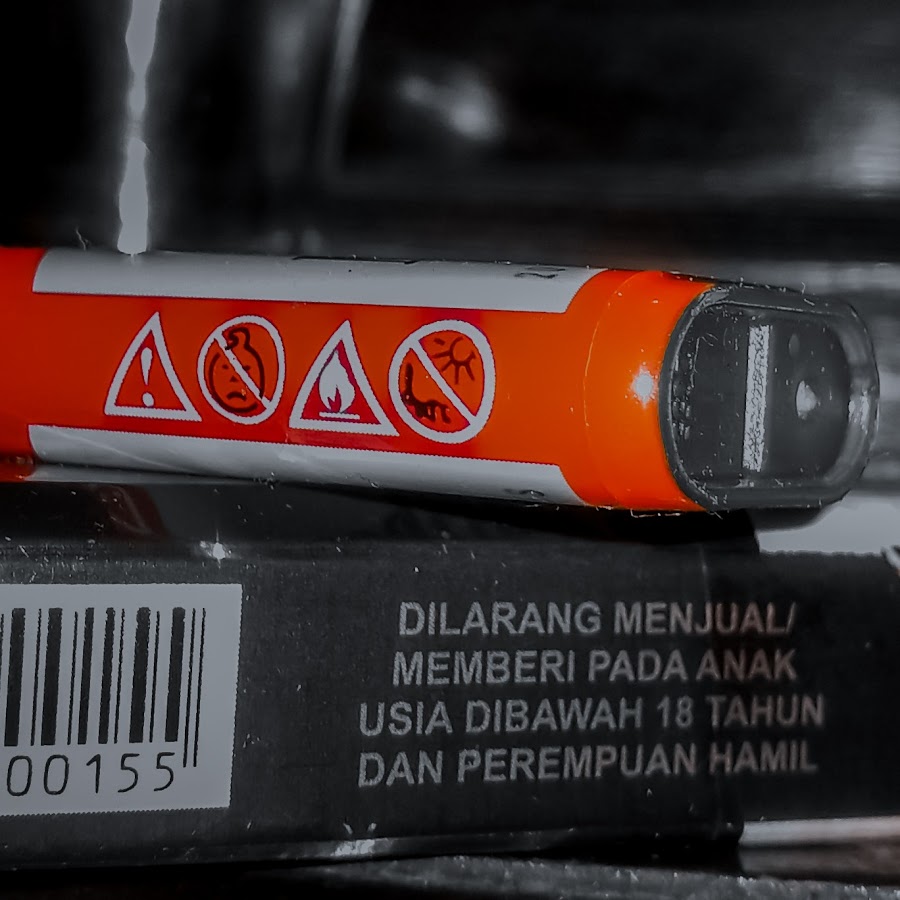 DILARANG MENJUAL/
MEMBERI PADA ANAK
USIA DIBAWAH 18 TAHUN
DAN PEREMPUAN HAMIL
00155